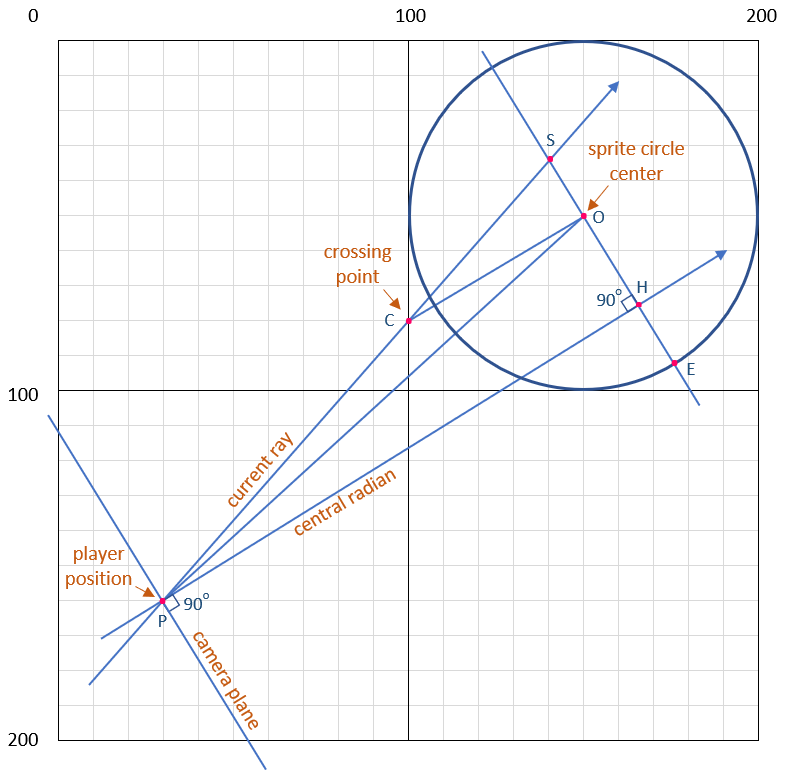 0
100
200
S
sprite circle
center
O
crossing
point
H
90°
C
E
100
current ray
central radian
player
position
90°
P
camera plane
200